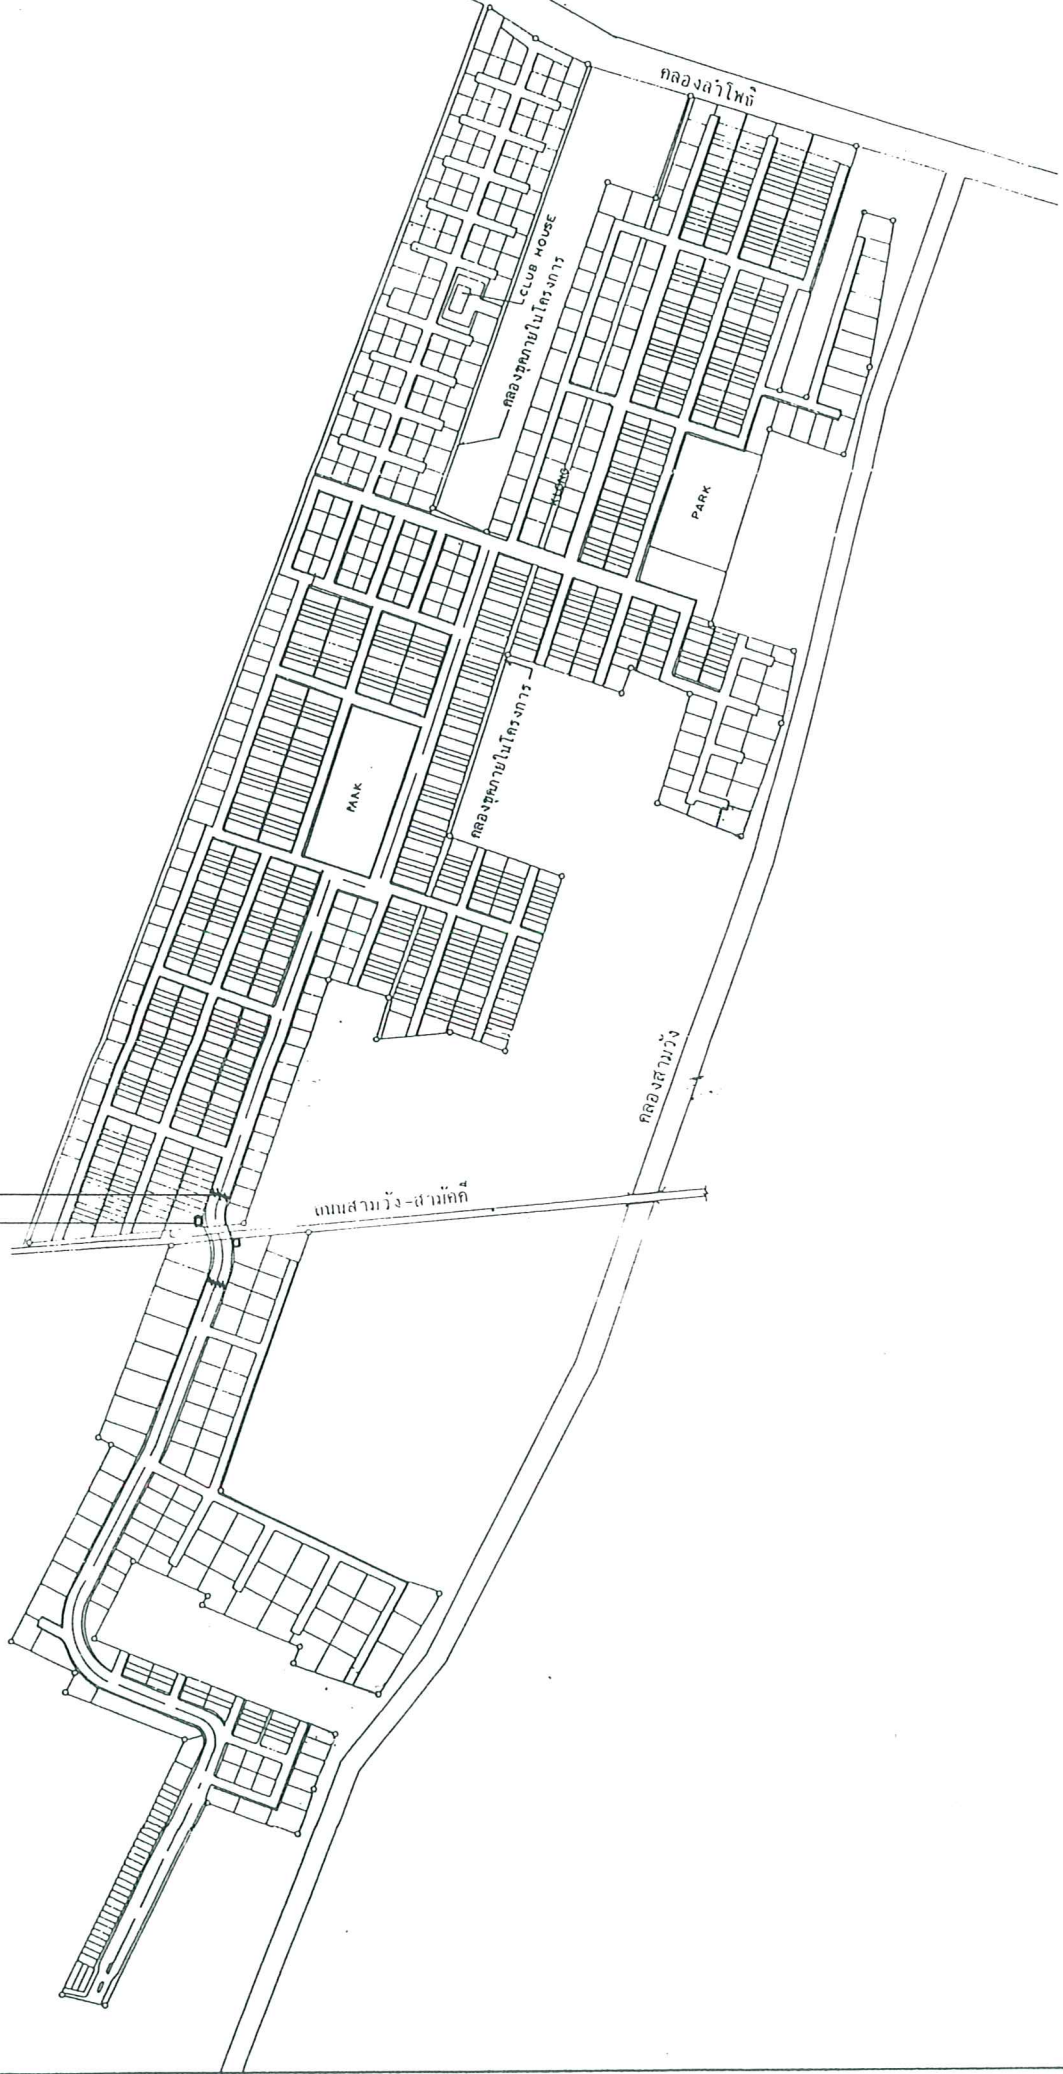 คลองลำโพธิ์
CLUB HOUSE
คลองขุดภายในโครงการ
KLONG
PARK
คลองขุดภายในโครงการ
PARK
คลองสามวัง
ถนนสามวัง-สามัคคี